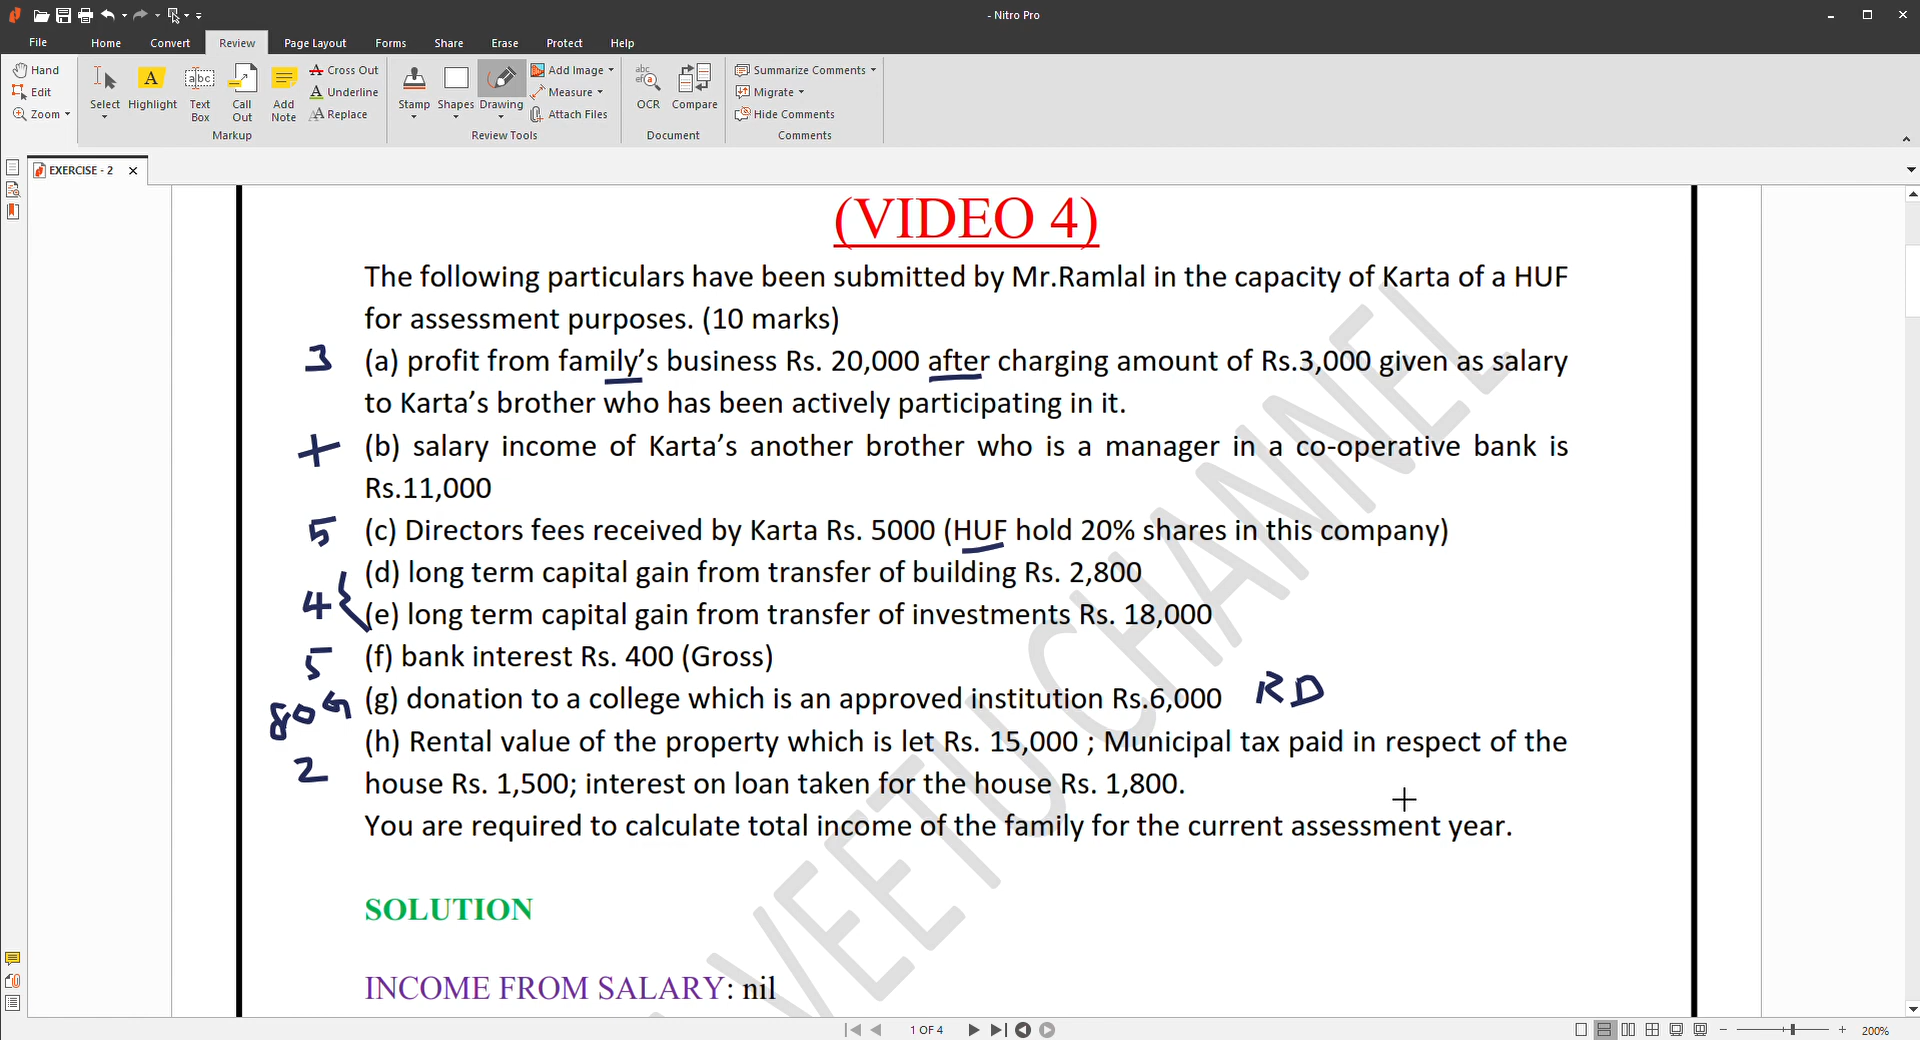 - Nitro Pro
File Home Convert Review Page Layout Forms Share Erase Protect Help
Hand Edit Zoom
Select Highlight Text Box Call Out Add Note Cross Out Underline Replace
Markup
Stamp Shapes Drawing Add Image Measure Attach Files
Review Tools
OCR Compare
Document
Summarize Comments Migrate Hide Comments
Comments
EXERCISE - 2
(VIDEO 4)
The following particulars have been submitted by Mr.Ramlal in the capacity of Karta of a HUF
for assessment purposes. (10 marks)
3 (a) profit from family's business Rs. 20,000 after charging amount of Rs.3,000 given as salary
to Karta's brother who has been actively participating in it.
(b) salary income of Karta's another brother who is a manager in a co-operative bank is
Rs.11,000
5 (c) Directors fees received by Karta Rs. 5000 (HUF hold 20% shares in this company)
(d) long term capital gain from transfer of building Rs. 2,800
4 (e) long term capital gain from transfer of investments Rs. 18,000
5 (f) bank interest Rs. 400 (Gross)
80G (g) donation to a college which is an approved institution Rs.6,000 RD
(h) Rental value of the property which is let Rs. 15,000 ; Municipal tax paid in respect of the
2 house Rs. 1,500; interest on loan taken for the house Rs. 1,800.
You are required to calculate total income of the family for the current assessment year.
SOLUTION
INCOME FROM SALARY: nil
VEETU CHANNEL
1 OF 4
200%